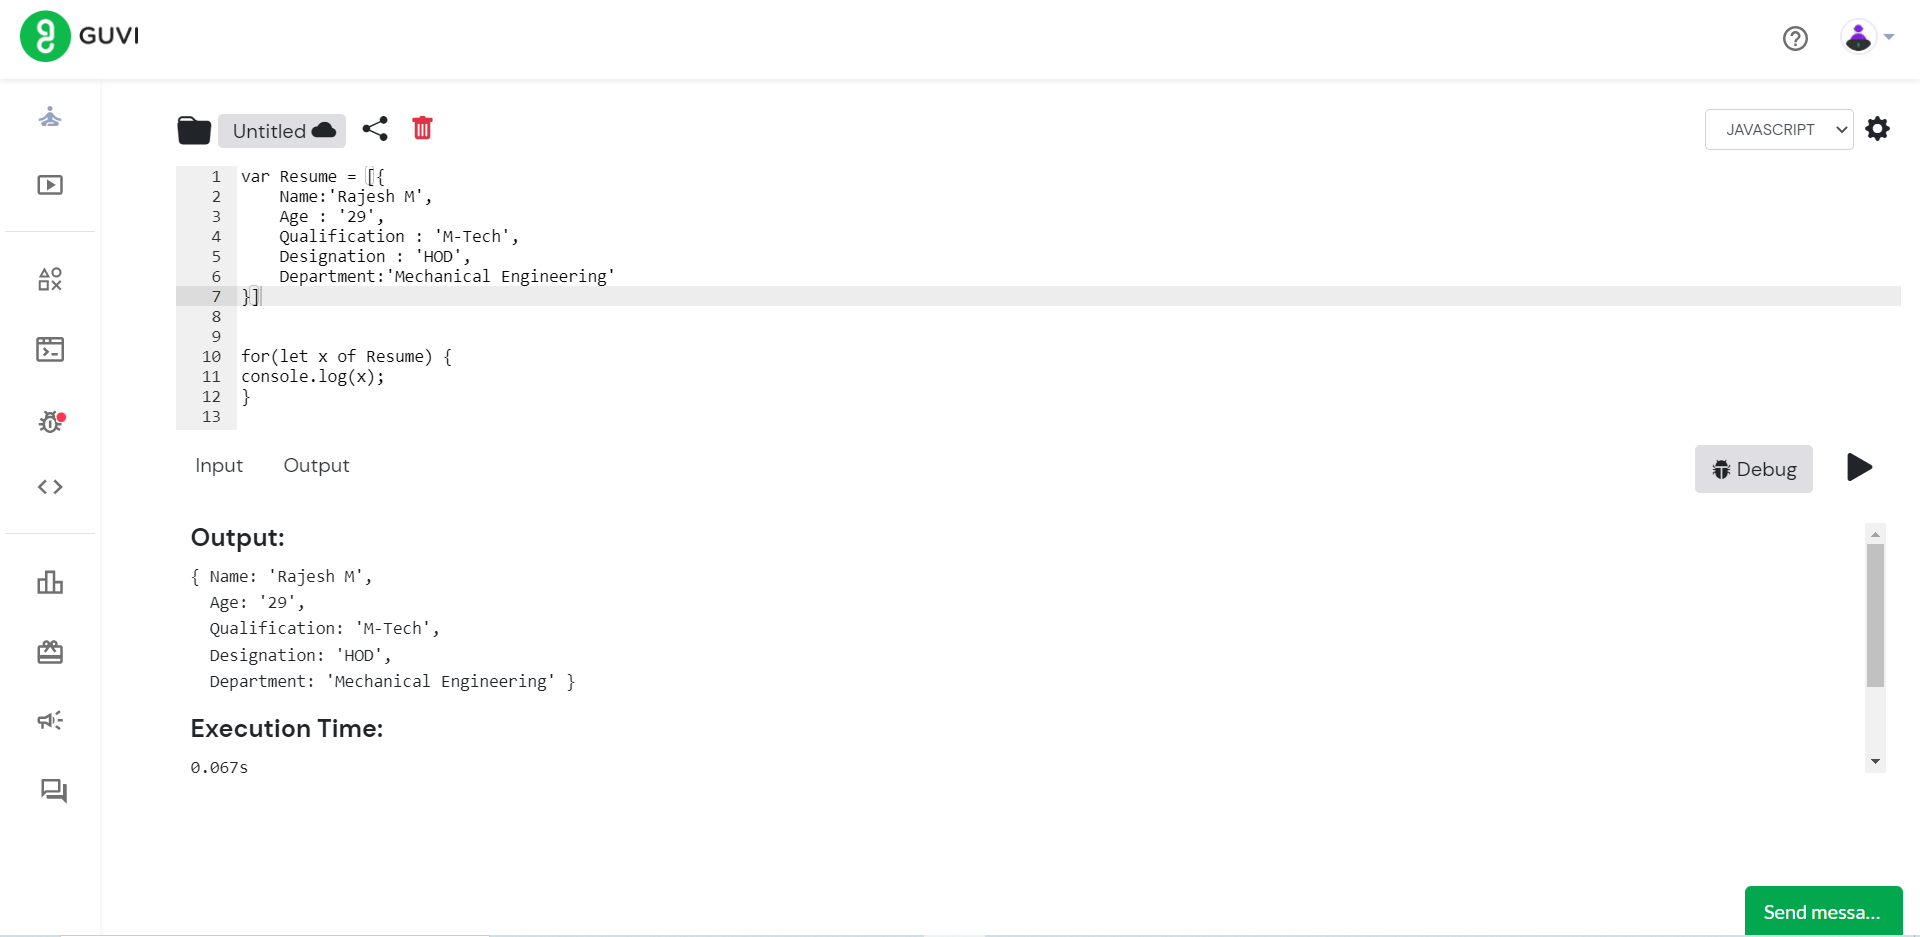 GUVI
Untitled
JAVASCRIPT
1 var Resume = [{
2     Name:'Rajesh M',
3     Age : '29',
4     Qualification : 'M-Tech',
5     Designation : 'HOD',
6     Department:'Mechanical Engineering'
7 }]
8
9
10 for(let x of Resume) {
11 console.log(x);
12 }
13
Input Output
Debug
Output:
{ Name: 'Rajesh M',
  Age: '29',
  Qualification: 'M-Tech',
  Designation: 'HOD',
  Department: 'Mechanical Engineering' }
Execution Time:
0.067s
Send messa...